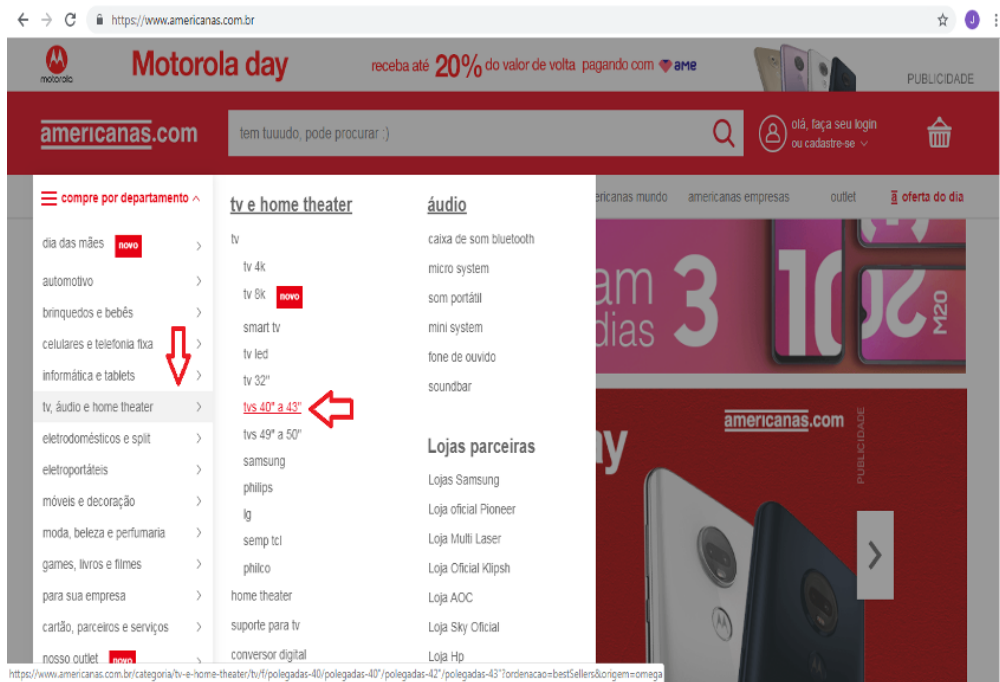 https://www.americanas.com.br
J
motorola
Motorola day
receba até 20% do valor de volta pagando com ame
PUBLICIDADE
americanas.com
tem tuuudo, pode procurar :)
olá, faça seu login
ou cadastre-se
compre por departamento
ericanas mundo
americanas empresas
outlet
oferta do dia
dia das mães novo
automotivo
brinquedos e bebês
celulares e telefonia fixa
informática e tablets
tv, áudio e home theater
eletrodomésticos e split
eletroportáteis
móveis e decoração
moda, beleza e perfumaria
games, livros e filmes
para sua empresa
cartão, parceiros e serviços
nosso outlet novo
tv e home theater
tv
tv 4k
tv 8k novo
smart tv
tv led
tv 32"
tvs 40" a 43"
tvs 49" a 50"
samsung
philips
lg
semp tcl
philco
home theater
suporte para tv
conversor digital
áudio
caixa de som bluetooth
micro system
som portátil
mini system
fone de ouvido
soundbar
Lojas parceiras
Lojas Samsung
Loja oficial Pioneer
Loja Multi Laser
Loja Oficial Klipsh
Loja AOC
Loja Sky Oficial
Loja Hp
am
dias
3
10
M20
americanas.com
ay
PUBLICIDADE
https://www.americanas.com.br/categoria/tv-e-home-theater/tv/f/polegadas-40/polegadas-40"/polegadas-42"/polegadas-43"?ordenacao=bestSellers&origem=omega